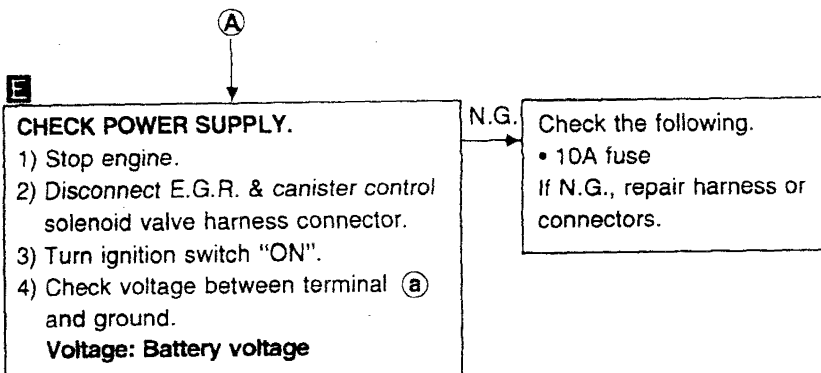 A
E
CHECK POWER SUPPLY.
1) Stop engine.
2) Disconnect E.G.R. & canister control
solenoid valve harness connector.
3) Turn ignition switch “ON”.
4) Check voltage between terminal ⓐ
and ground.
Voltage: Battery voltage
N.G.
Check the following.
• 10A fuse
If N.G., repair harness or
connectors.